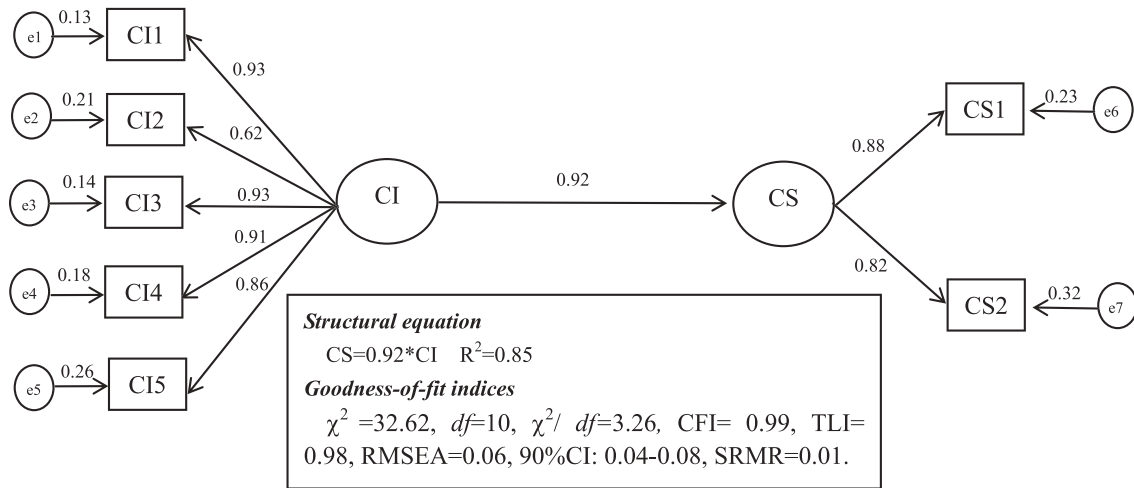 e1 0.13 CI1
e2 0.21 CI2
e3 0.14 CI3
e4 0.18 CI4
e5 0.26 CI5
0.93
0.62
0.93
0.91
0.86
CI
0.92
CS
0.88
0.82
CS1 0.23 e6
CS2 0.32 e7
Structural equation
CS=0.92*CI R²=0.85
Goodness-of-fit indices
χ² =32.62, df=10, χ²/ df=3.26, CFI= 0.99, TLI=
0.98, RMSEA=0.06, 90%CI: 0.04-0.08, SRMR=0.01.